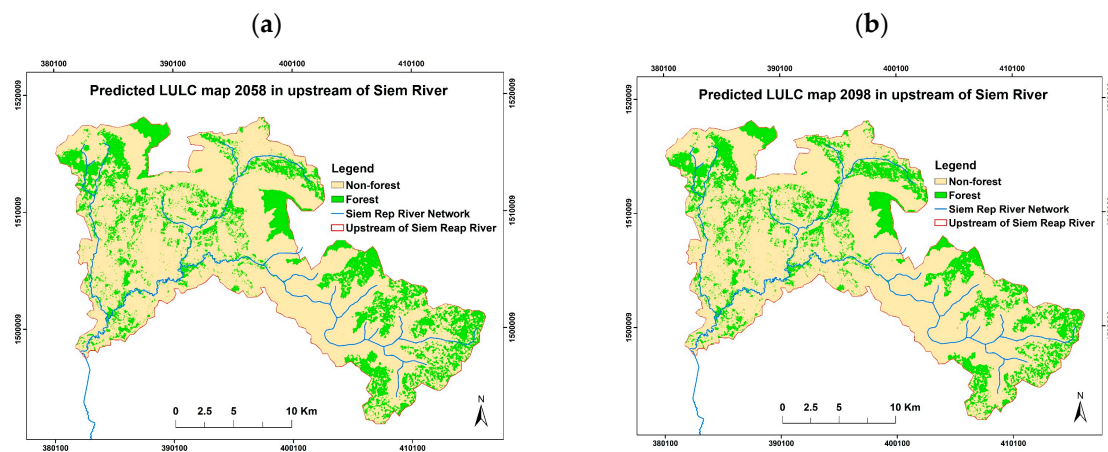 (a)
380100 390100 400100 410100
Predicted LULC map 2058 in upstream of Siem River
1520009 1520009
Legend
Non-forest
Forest
Siem Rep River Network
Upstream of Siem Reap River
1510009 1510009
1500009 1500009
N
0 2.5 5 10 Km
380100 390100 400100 410100
(b)
380100 390100 400100 410100
Predicted LULC map 2098 in upstream of Siem River
1520009
Legend
Non-forest
Forest
Siem Rep River Network
Upstream of Siem Reap River
1510009
1500009
N
0 2.5 5 10 Km
380100 390100 400100 410100